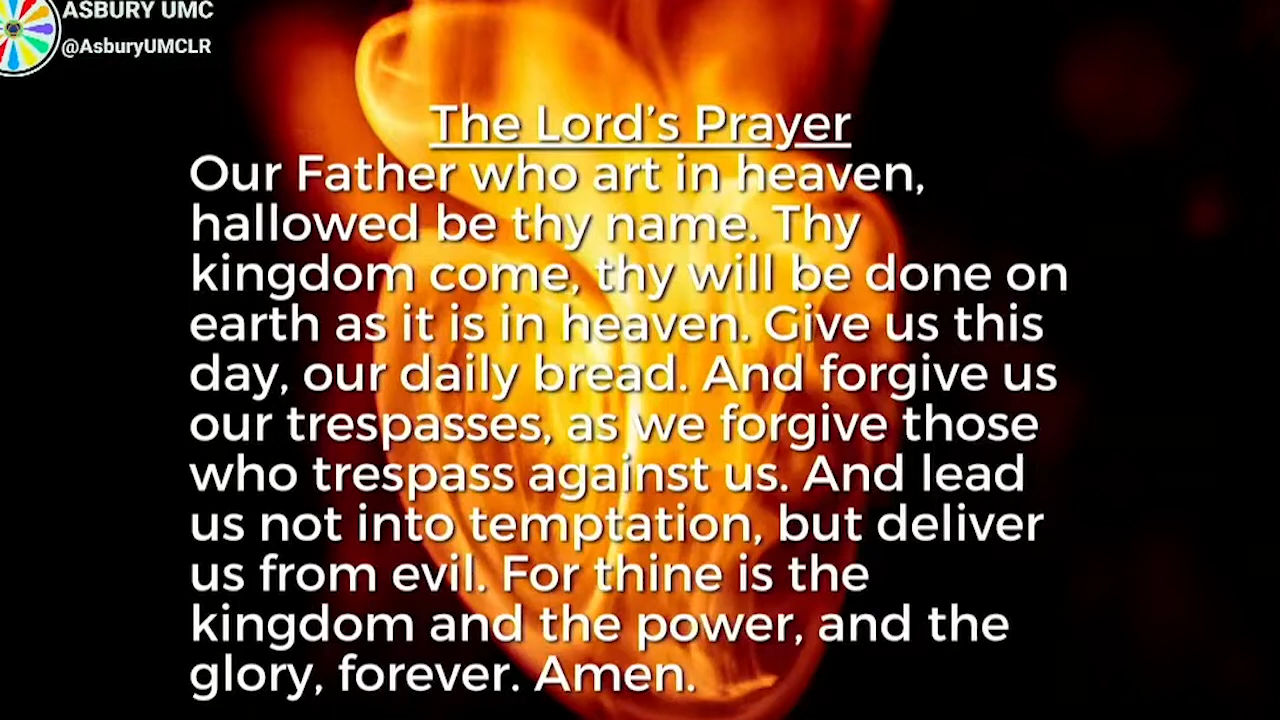 ASBURY UMC
@AsburyUMCLR
The Lord's Prayer
Our Father who art in heaven,
hallowed be thy name. Thy
kingdom come, thy will be done on
earth as it is in heaven. Give us this
day, our daily bread. And forgive us
our trespasses, as we forgive those
who trespass against us. And lead
us not into temptation, but deliver
us from evil. For thine is the
kingdom and the power, and the
glory, forever. Amen.